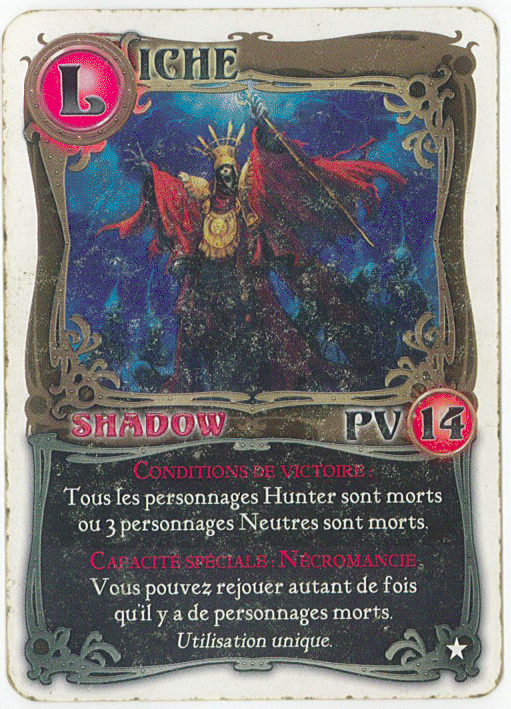 LICHE
SHADOW
PV 14
CONDITIONS DE VICTOIRE :
Tous les personnages Hunter sont morts
ou 3 personnages Neutres sont morts.
CAPACITÉ SPÉCIALE : NÉCROMANCIE
Vous pouvez rejouer autant de fois
qu'il y a de personnages morts.
Utilisation unique.